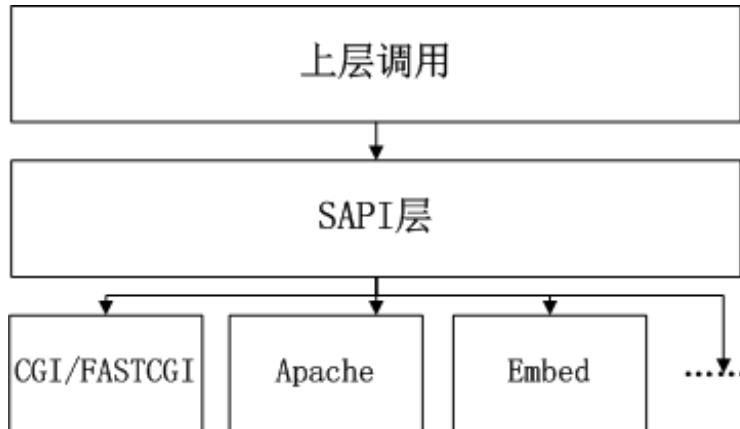 上层调用
SAPI层
CGI/FASTCGI
Apache
Embed
......